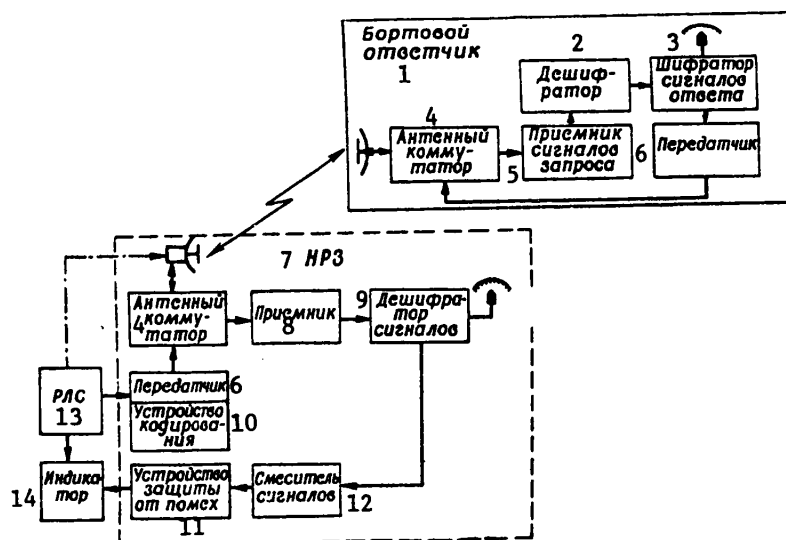 Бортовой
ответчик
1
2
3
Дешиф-
ратор
Шифратор
сигналов
ответа
4
Антенный
комму-
татор
5
Приемник
сигналов
запроса
6
Передатчик
7 НРЗ
Антенный
4 комму-
татор
Приемник
8
9
Дешифра-
тор
сигналов
РЛС
13
Передатчик
6
Устройство
кодирова-
ния
10
14
Индика-
тор
Устройство
защиты
от помех
11
Смеситель
сигналов
12